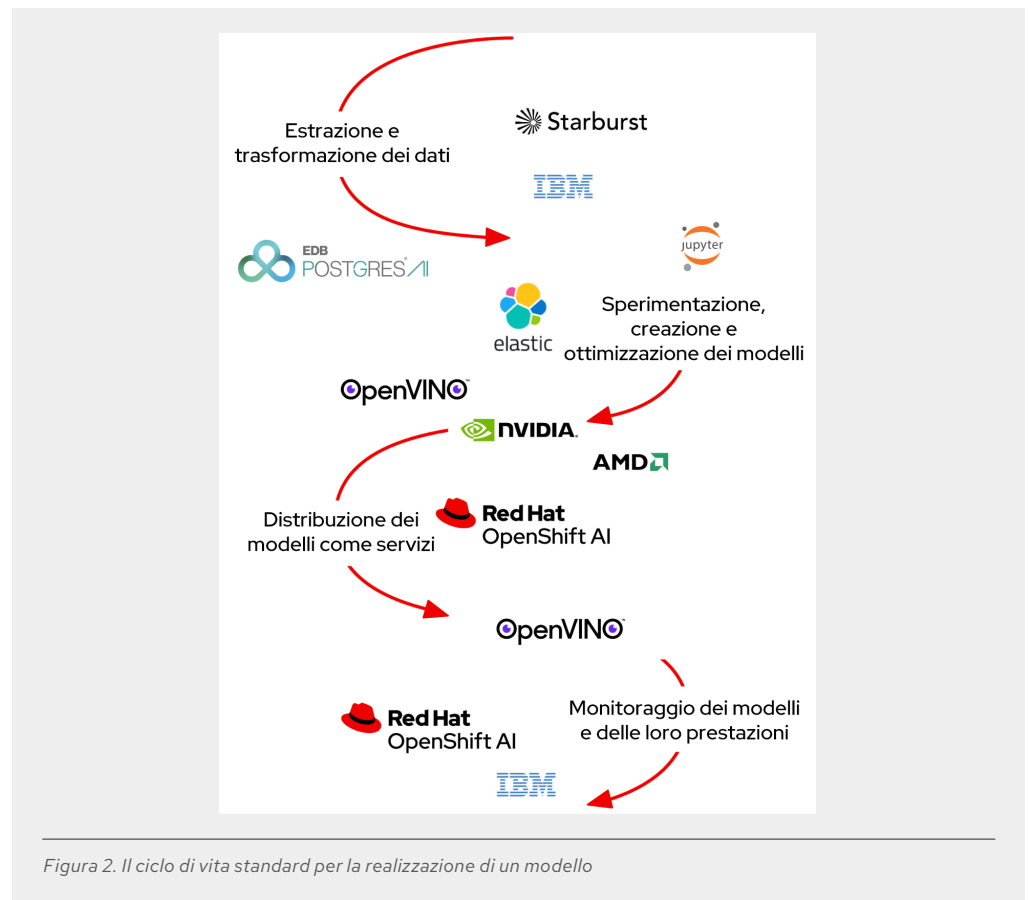 Estrazione e
trasformazione dei dati
Starburst
IBM
EDB
POSTGRES® AI
jupyter
elastic
Sperimentazione,
creazione e
ottimizzazione dei modelli
OpenVINO™
NVIDIA.
AMD
Distribuzione dei
modelli come servizi
Red Hat
OpenShift AI
OpenVINO™
Red Hat
OpenShift AI
Monitoraggio dei modelli
e delle loro prestazioni
IBM
Figura 2. Il ciclo di vita standard per la realizzazione di un modello